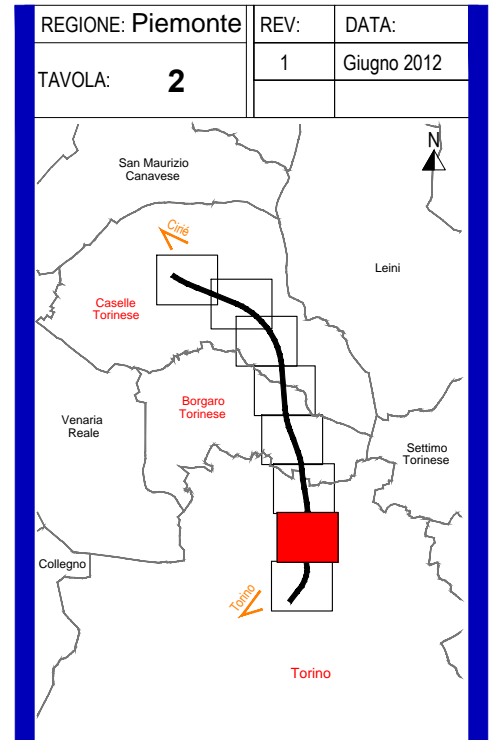 REGIONE: Piemonte
REV:
DATA:
TAVOLA: 2
1
Giugno 2012
N
San Maurizio
Canavese
Cirié
Leini
Caselle
Torinese
Borgaro
Torinese
Venaria
Reale
Settimo
Torinese
Collegno
Torino
Torino